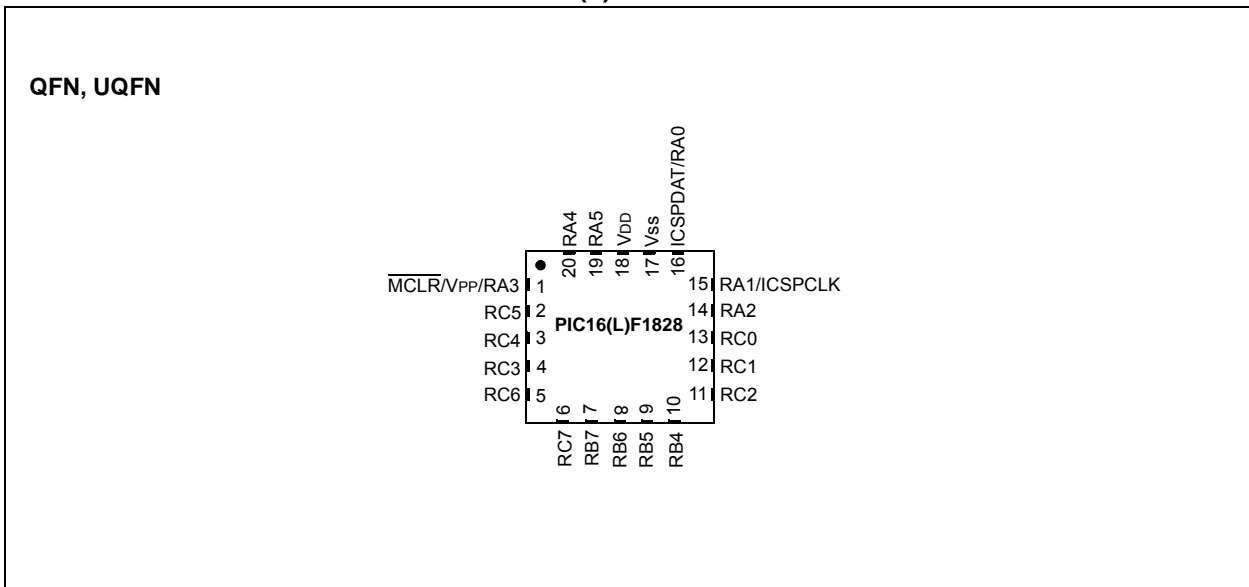 QFN, UQFN
20 RA4
19 RA5
18 VDD
17 Vss
16 ICSPDAT/RA0
MCLR/VPP/RA3 1
RC5 2
RC4 3
RC3 4
RC6 5
PIC16(L)F1828
15 RA1/ICSPCLK
14 RA2
13 RC0
12 RC1
11 RC2
RC7 6
RB7 7
RB6 8
RB5 9
RB4 10